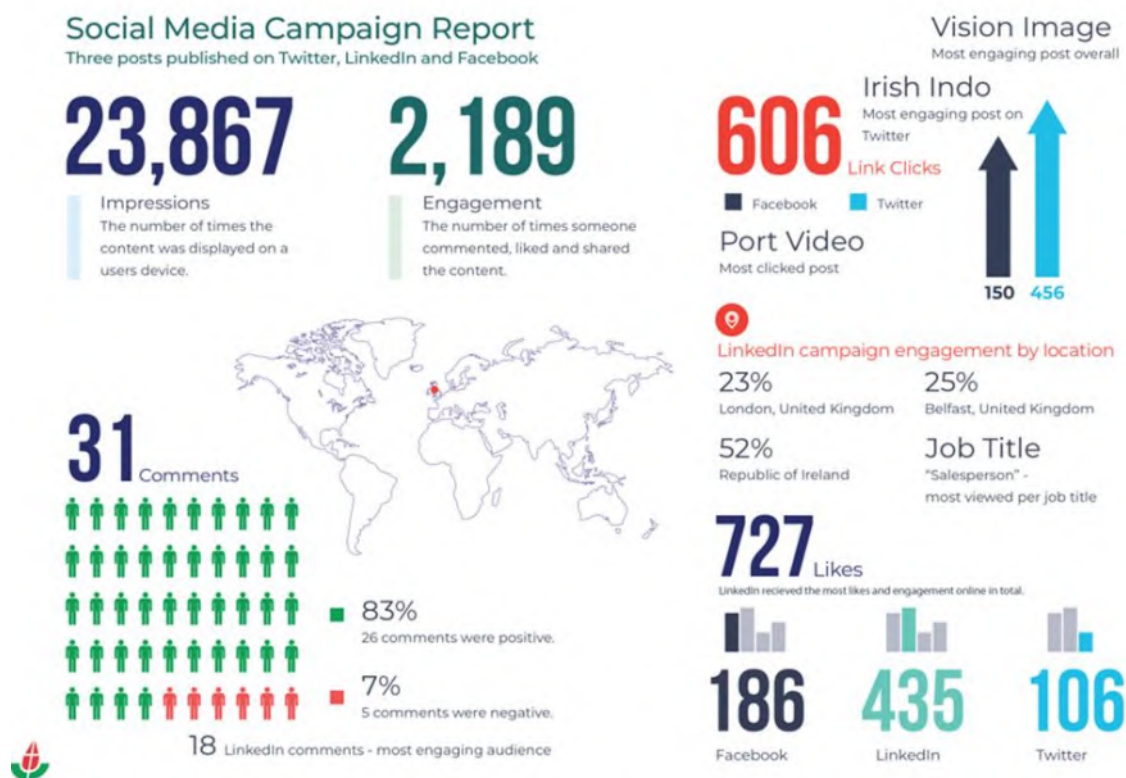 Social Media Campaign Report
Three posts published on Twitter, LinkedIn and Facebook
23,867
Impressions
The number of times the
content was displayed on a
users device.
2,189
Engagement
The number of times someone
commented, liked and shared
the content.
Vision Image
Most engaging post overall
606
Link Clicks
Irish Indo
Most engaging post on
Twitter
Facebook
Twitter
Port Video
Most clicked post
150
456
LinkedIn campaign engagement by location
23%
London, United Kingdom
25%
Belfast, United Kingdom
52%
Republic of Ireland
Job Title
"Salesperson" -
most viewed per job title
31 Comments
83%
26 comments were positive.
7%
5 comments were negative.
18 LinkedIn comments - most engaging audience
727 Likes
LinkedIn recieved the most likes and engagement online in total.
186
Facebook
435
LinkedIn
106
Twitter